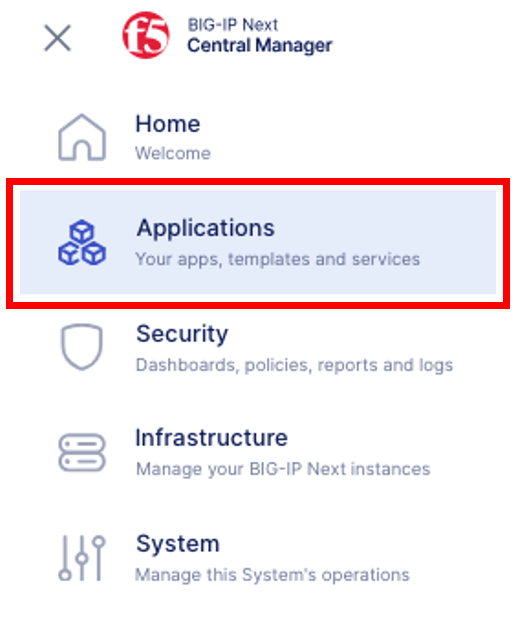 f5
BIG-IP Next
Central Manager
Home
Welcome
Applications
Your apps, templates and services
Security
Dashboards, policies, reports and logs
Infrastructure
Manage your BIG-IP Next instances
System
Manage this System's operations